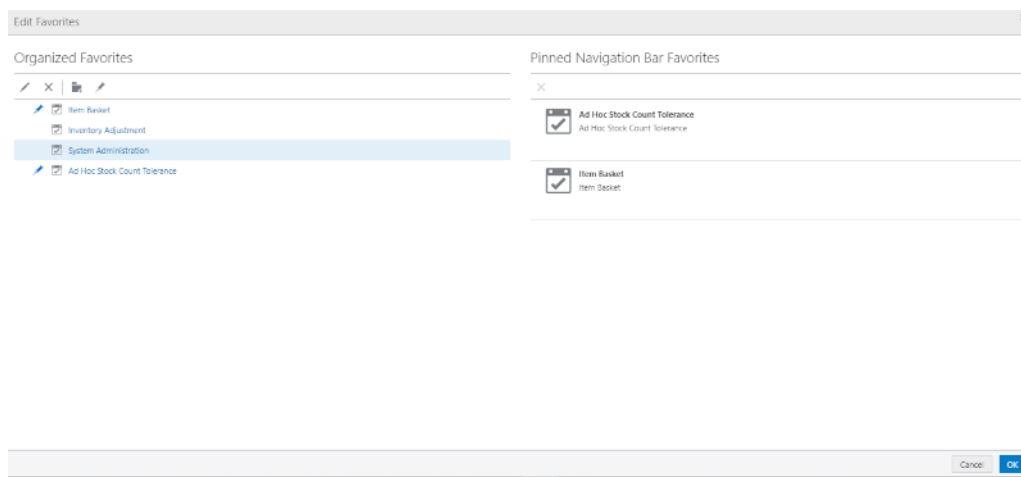 Edit Favorites
Organized Favorites
Item Basket
Inventory Adjustment
System Administration
Ad Hoc Stock Count Tolerance
Pinned Navigation Bar Favorites
Ad Hoc Stock Count Tolerance
Ad Hoc Stock Count Tolerance
Item Basket
Item Basket
Cancel
OK